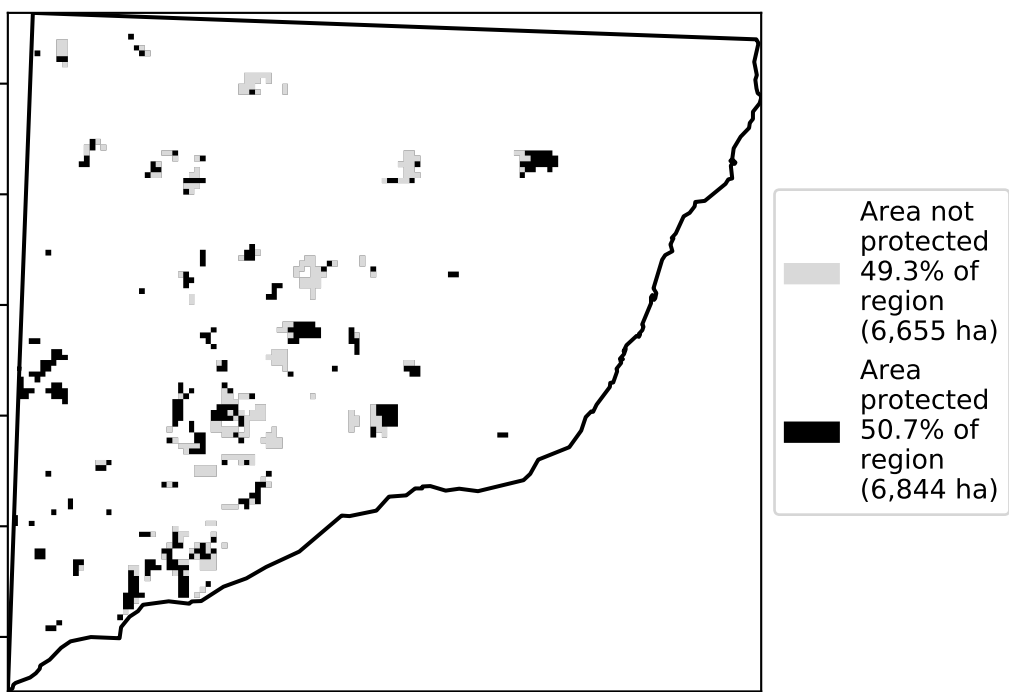 Area not
protected
49.3% of
region
(6,655 ha)
Area
protected
50.7% of
region
(6,844 ha)